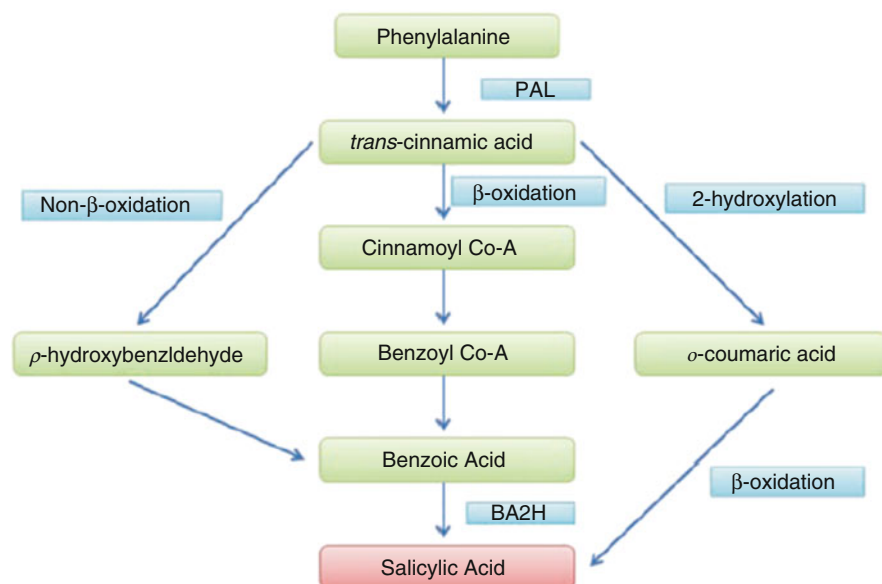 Phenylalanine
PAL
trans-cinnamic acid
Non-β-oxidation
β-oxidation
2-hydroxylation
Cinnamoyl Co-A
ρ-hydroxybenzldehyde
Benzoyl Co-A
o-coumaric acid
Benzoic Acid
β-oxidation
BA2H
Salicylic Acid